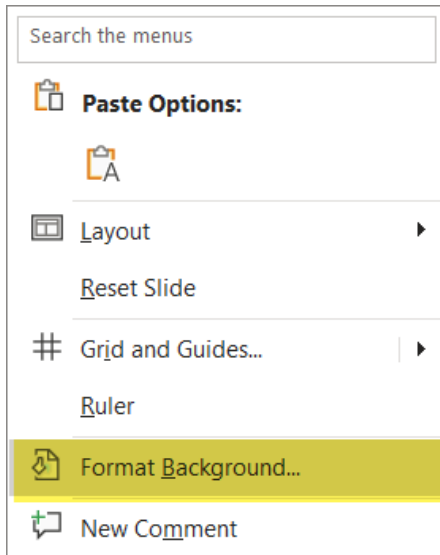 Search the menus
Paste Options:
A
Layout
Reset Slide
Grid and Guides...
Ruler
Format Background...
New Comment